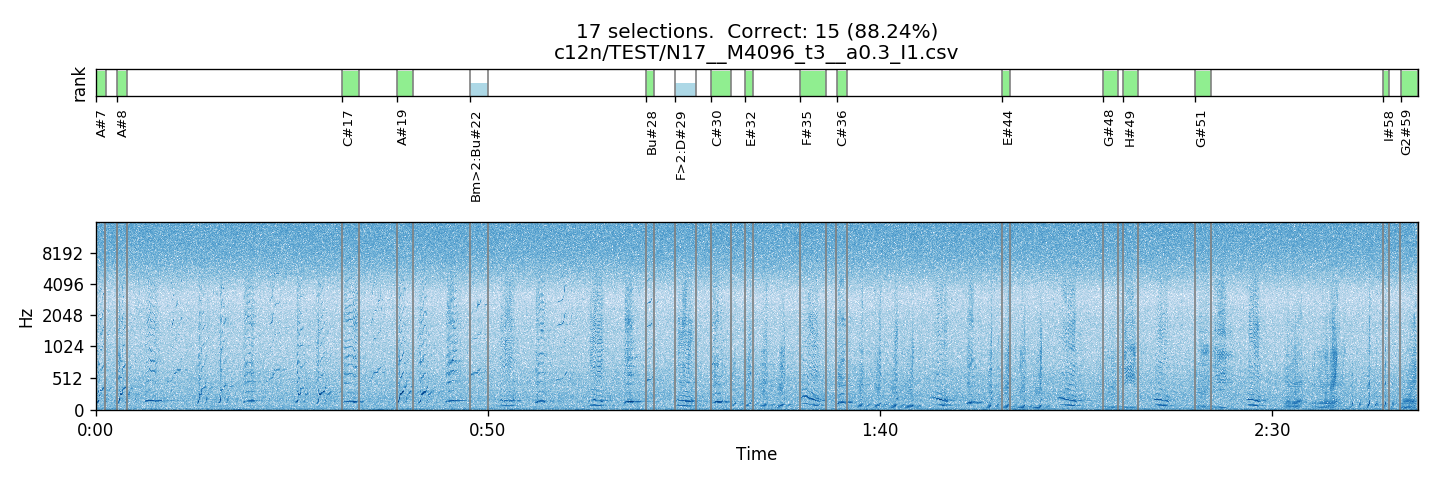 17 selections.  Correct: 15 (88.24%)
c12n/TEST/N17__M4096_t3__a0.3_I1.csv
rank
A#7
A#8
C#17
A#19
Bm>2:Bu#22
Bu#28
F>2:D#29
C#30
E#32
F#35
C#36
E#44
G#48
H#49
G#51
I#58
G2#59
8192
4096
2048
1024
512
0
Hz
0:00
0:50
1:40
2:30
Time